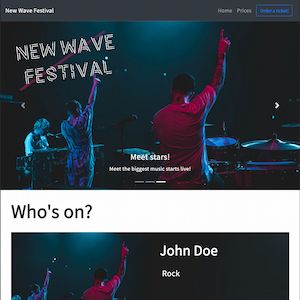 New Wave Festival
Home Prices Order a ticket!
NEW WAVE
FESTIVAL
Meet stars!
Meet the biggest music starts live!
Who's on?
John Doe
Rock